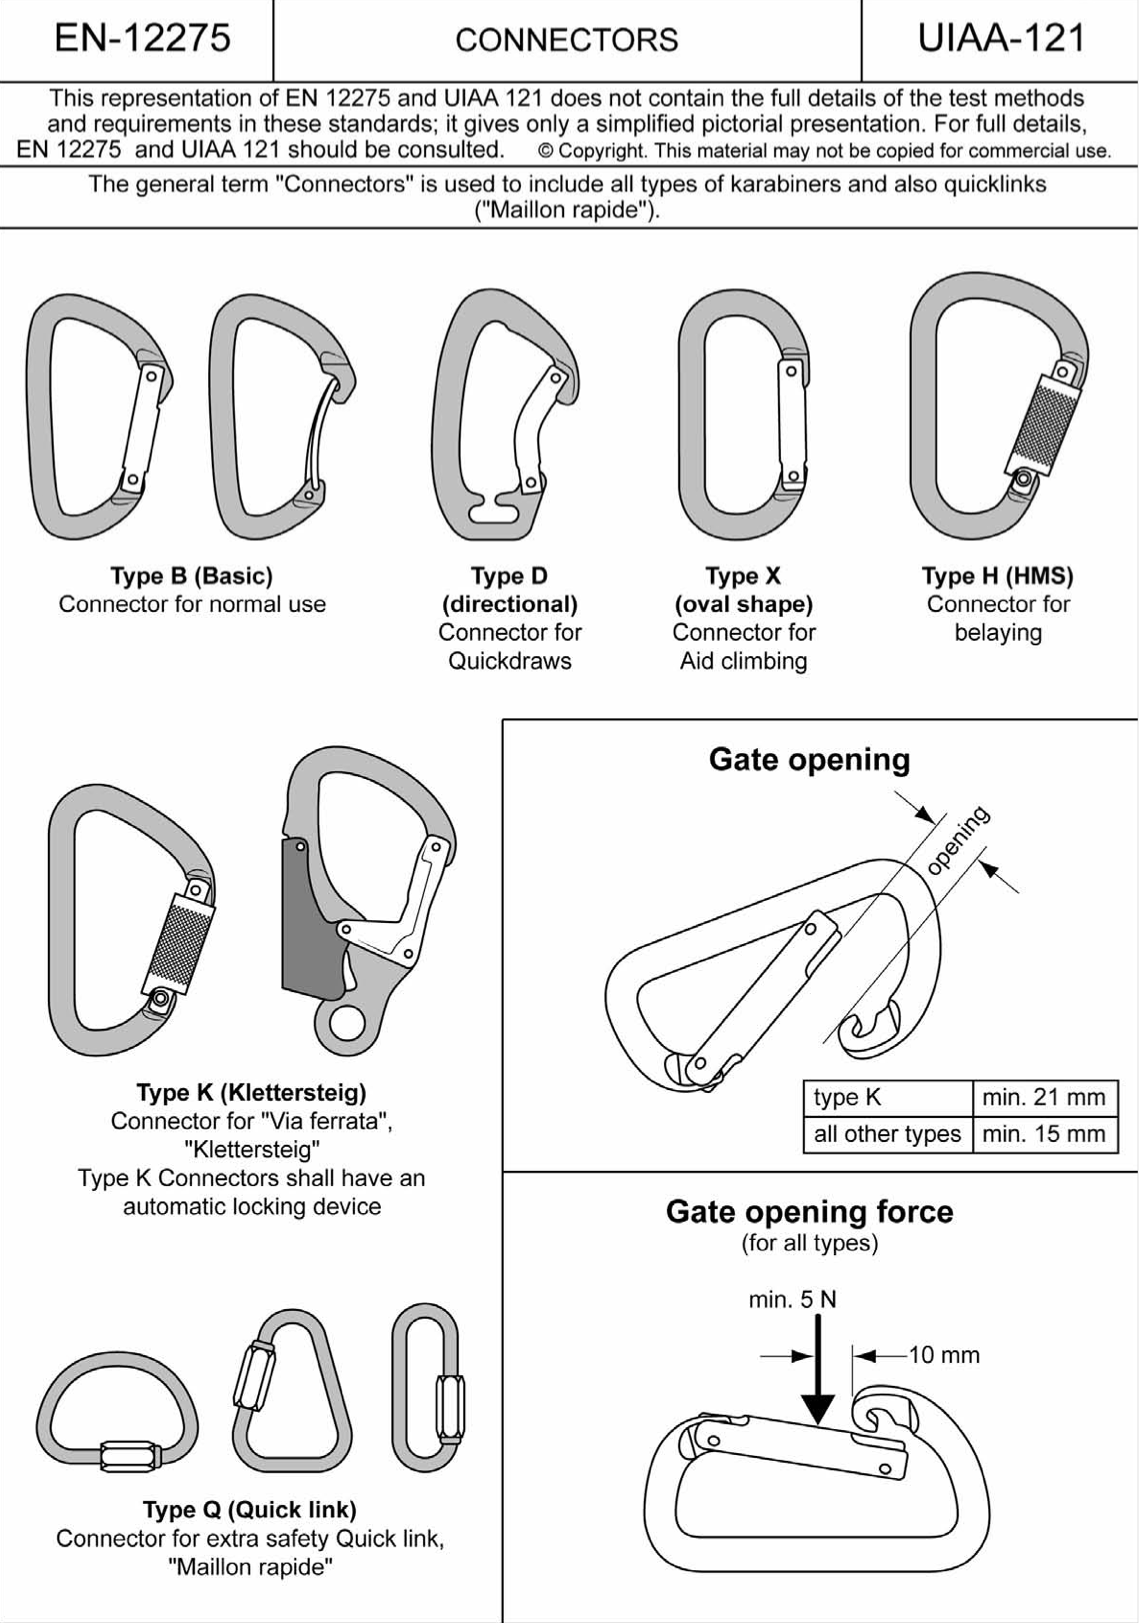 EN-12275
CONNECTORS
UIAA-121
This representation of EN 12275 and UIAA 121 does not contain the full details of the test methods
and requirements in these standards; it gives only a simplified pictorial presentation. For full details,
EN 12275 and UIAA 121 should be consulted. © Copyright. This material may not be copied for commercial use.
The general term "Connectors" is used to include all types of karabiners and also quicklinks
("Maillon rapide").
Type B (Basic)
Connector for normal use
Type D
(directional)
Connector for
Quickdraws
Type X
(oval shape)
Connector for
Aid climbing
Type H (HMS)
Connector for
belaying
Type K (Klettersteig)
Connector for "Via ferrata",
"Klettersteig"
Type K Connectors shall have an
automatic locking device
Type Q (Quick link)
Connector for extra safety Quick link,
"Maillon rapide"
Gate opening
opening
type K min. 21 mm
all other types min. 15 mm
Gate opening force
(for all types)
min. 5 N
10 mm